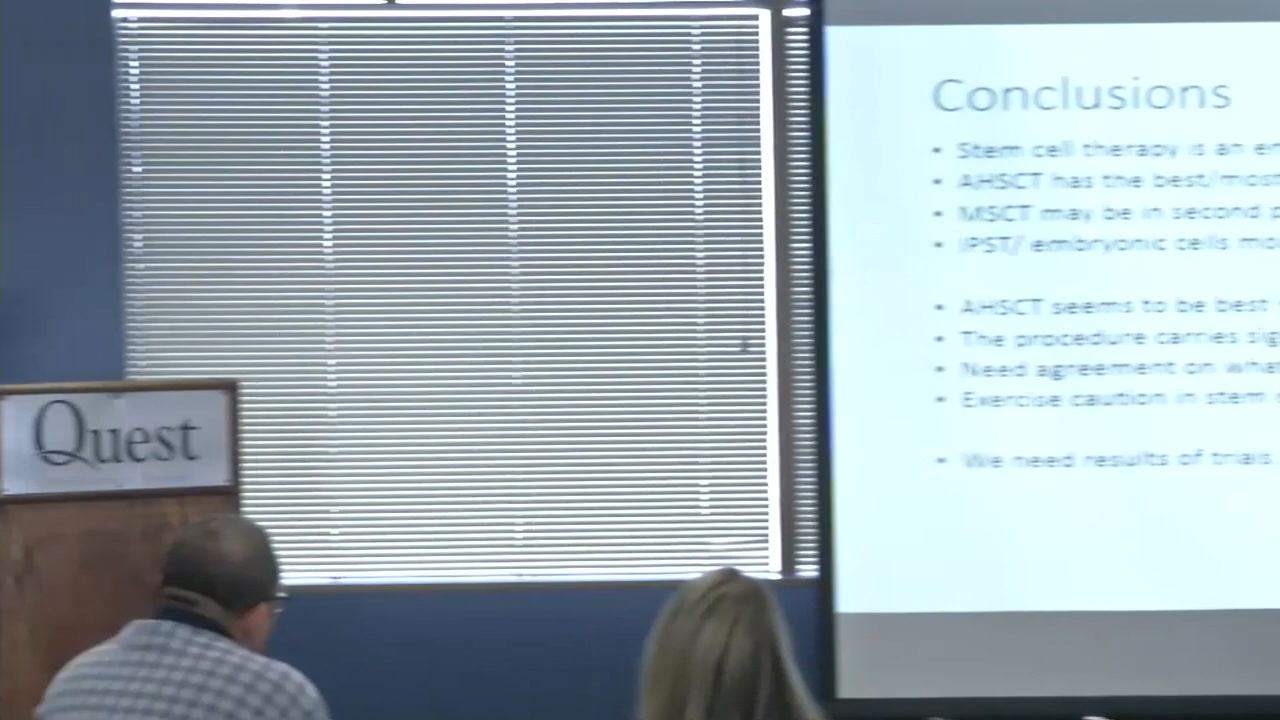 Quest
Conclusions
• Stem cell therapy is an
• AHSCT has the best/most
• MSCT may be in second
• IPST/ embryonic cells
• AHSCT seems to be best
• The procedure carries
• Need agreement on
• Exercise caution in stem
• We need results of trials